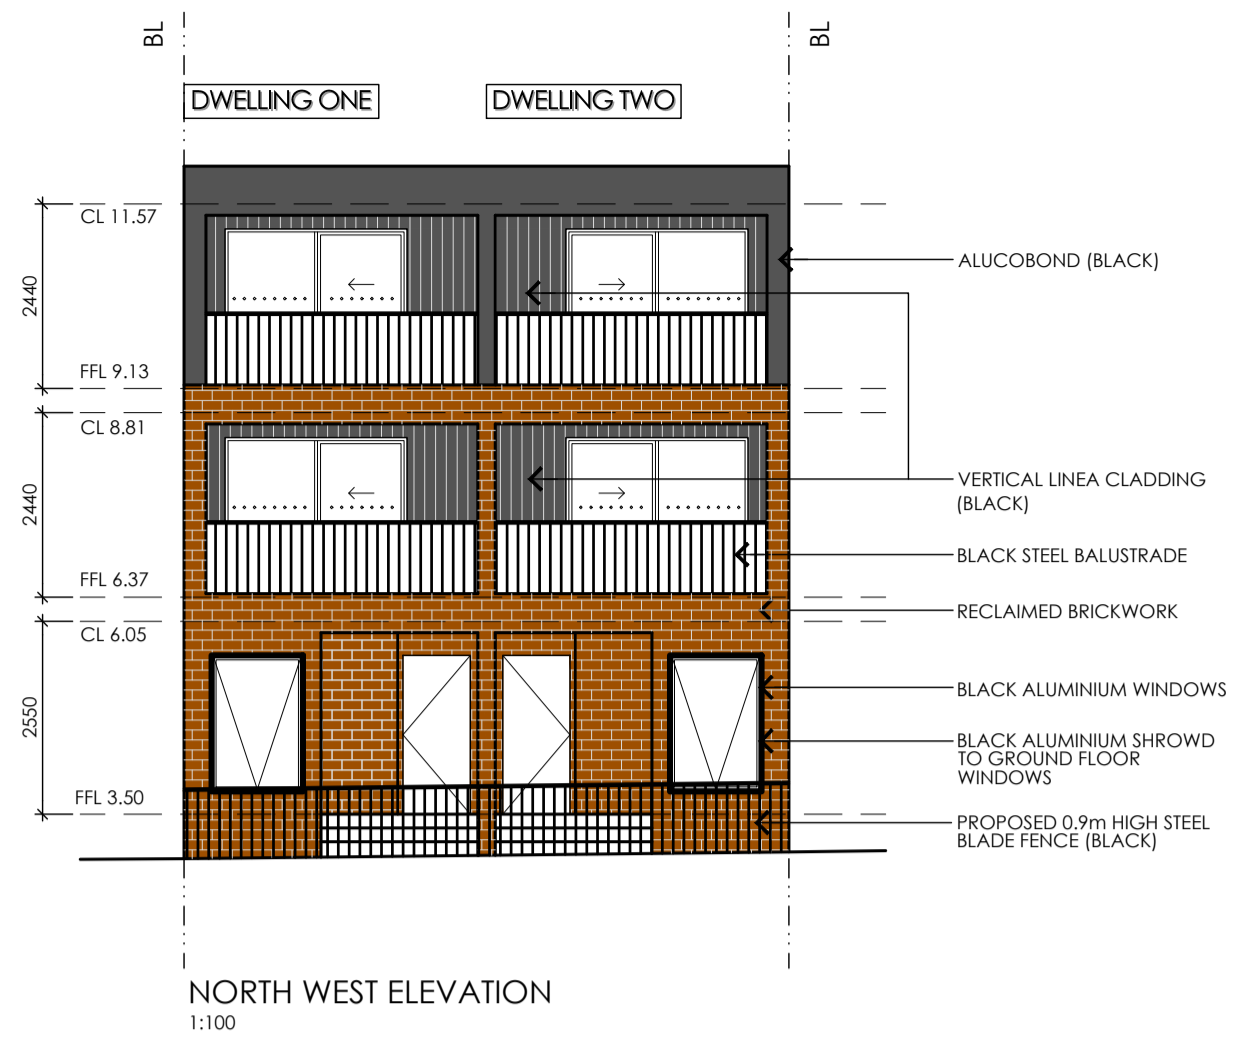 BL
BL
DWELLING ONE
DWELLING TWO
CL 11.57
2440
FFL 9.13
CL 8.81
2440
FFL 6.37
CL 6.05
2550
FFL 3.50
ALUCOBOND (BLACK)
VERTICAL LINEA CLADDING
(BLACK)
BLACK STEEL BALUSTRADE
RECLAIMED BRICKWORK
BLACK ALUMINIUM WINDOWS
BLACK ALUMINIUM SHROWD
TO GROUND FLOOR
WINDOWS
PROPOSED 0.9m HIGH STEEL
BLADE FENCE (BLACK)
NORTH WEST ELEVATION
1:100